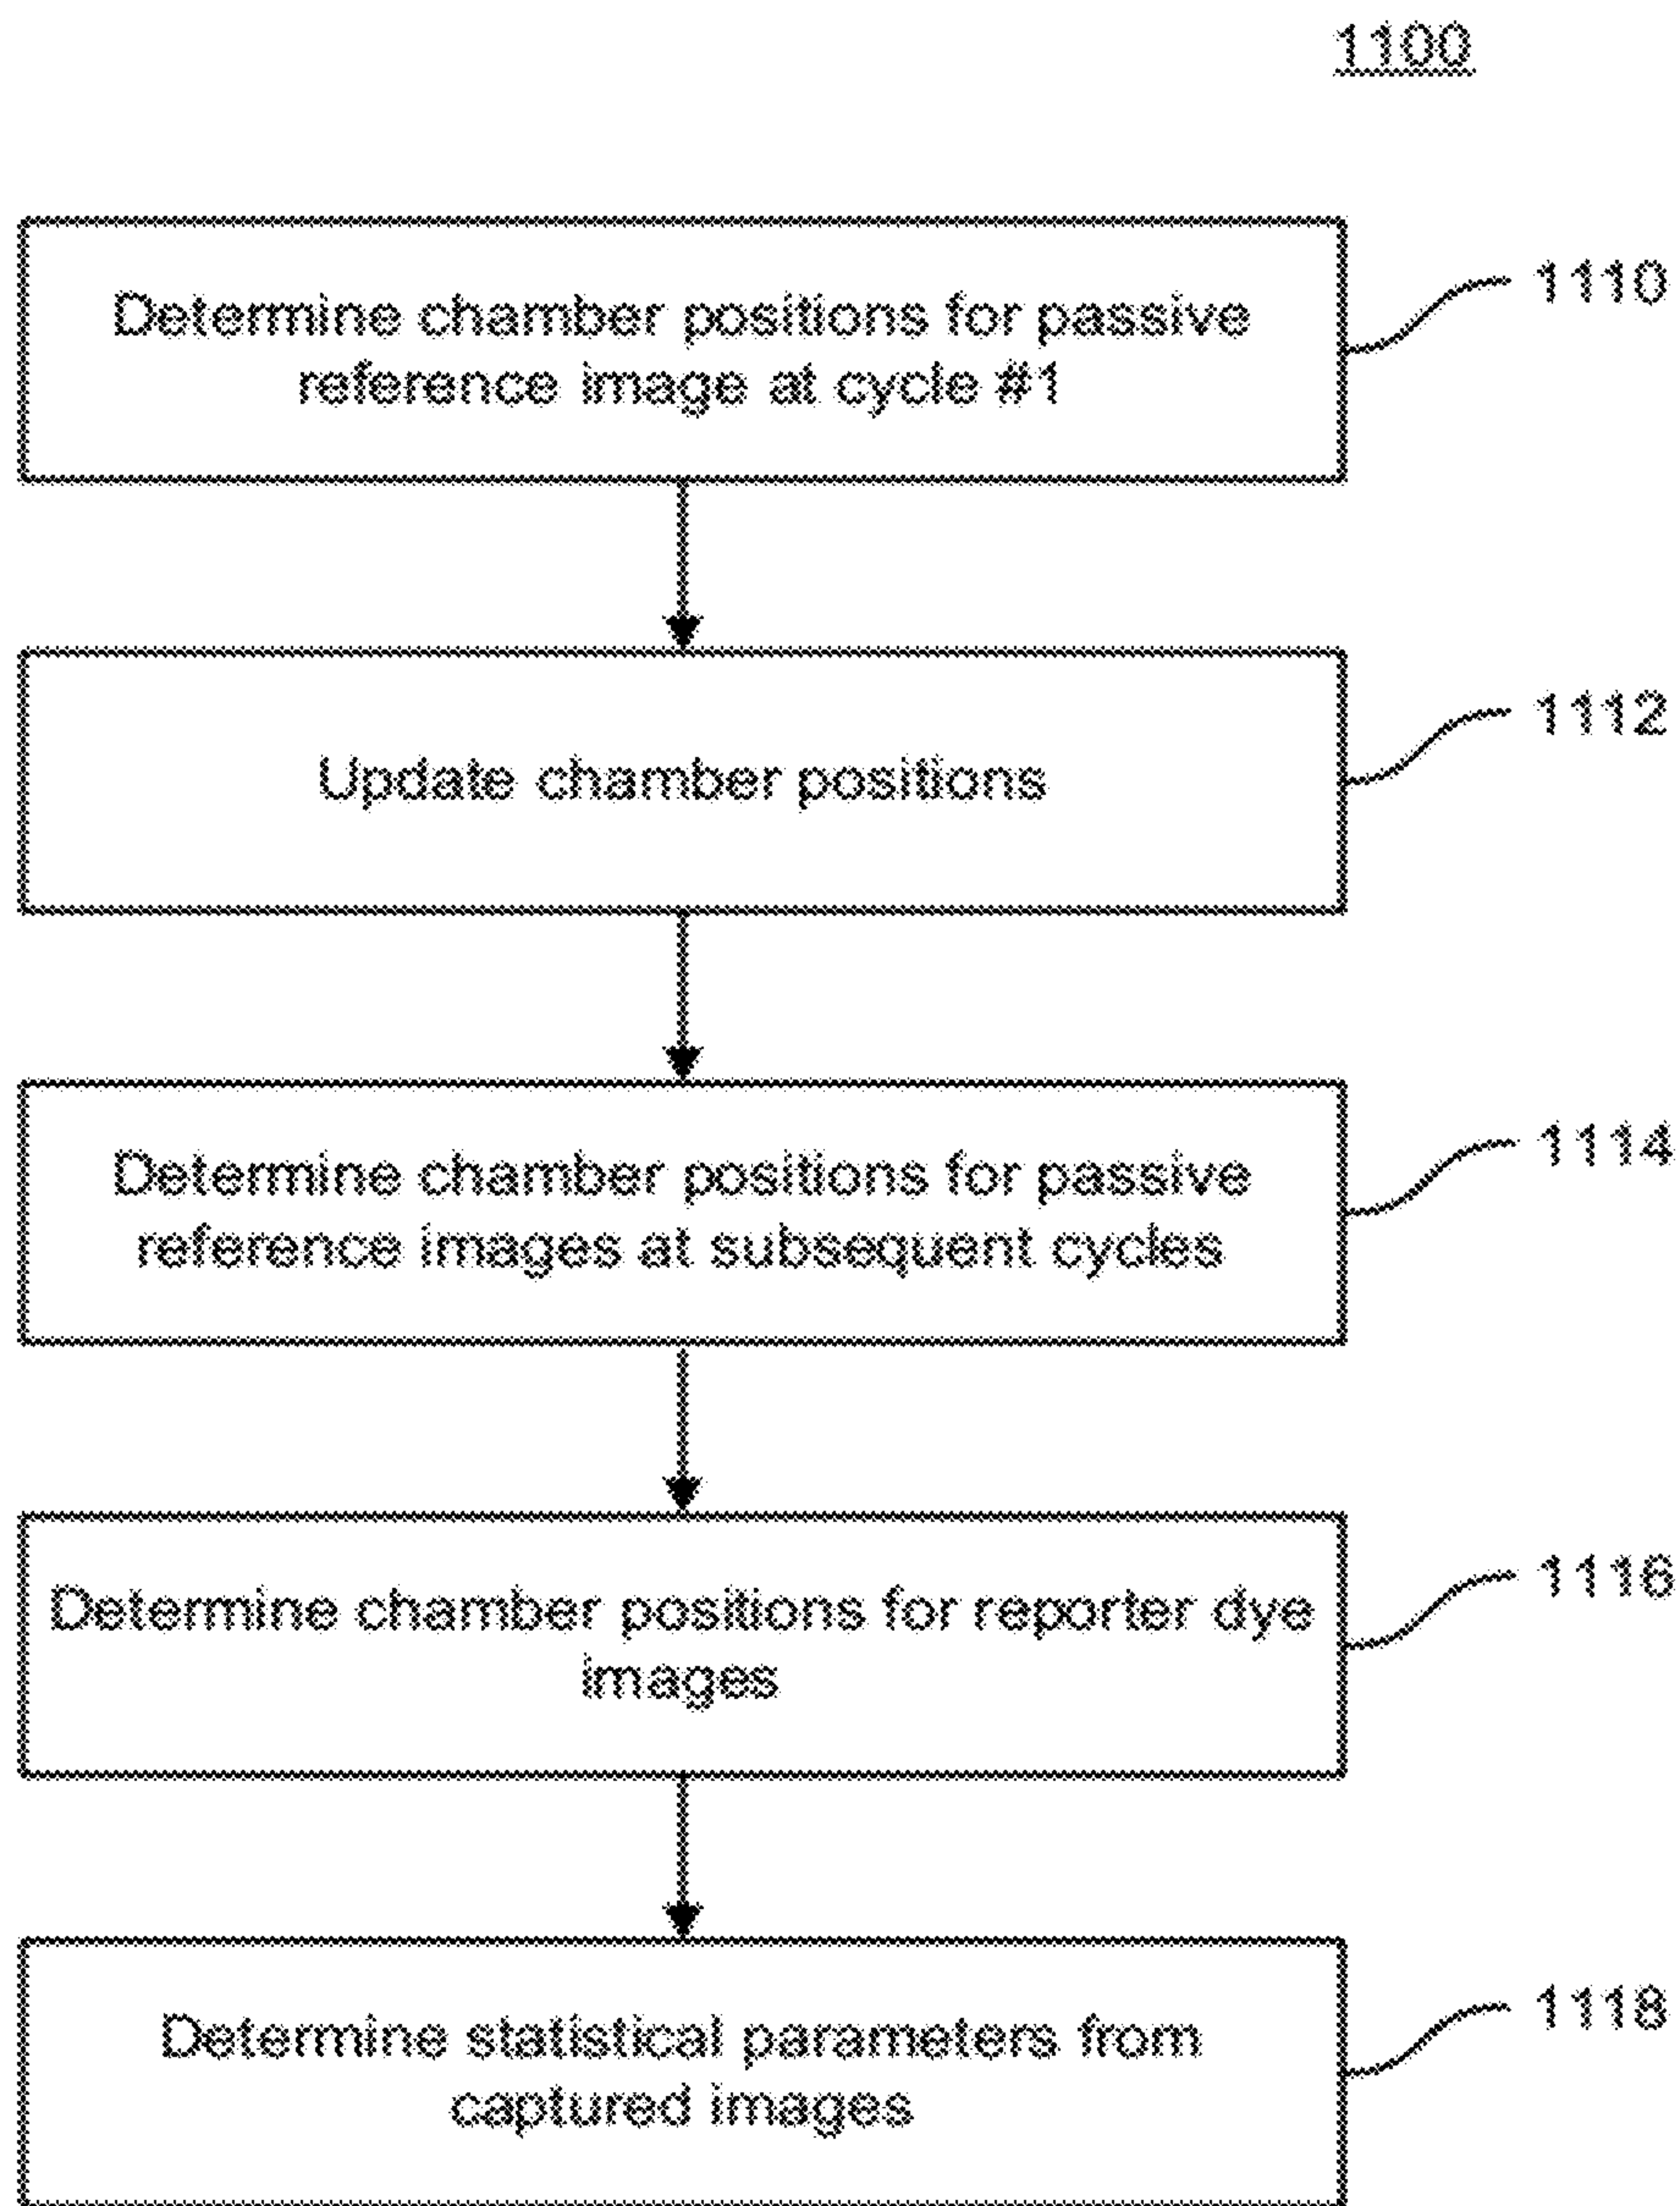 1100
Determine chamber positions for passive
reference image at cycle #1
1110
Update chamber positions
1112
Determine chamber positions for passive
reference images at subsequent cycles
1114
Determine chamber positions for reporter dye
images
1116
Determine statistical parameters from
captured images
1118